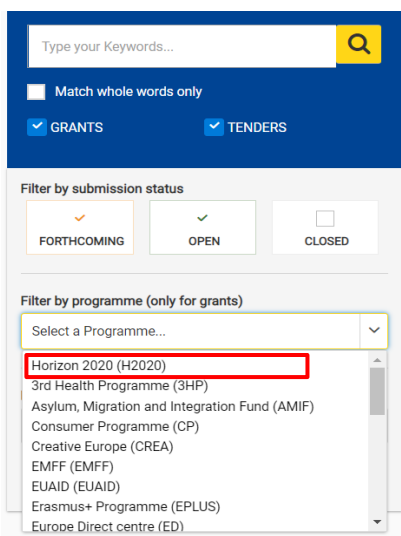 Type your Keywo...
Match whole words only
GRANTS TENDERS
Filter by submission status
FORTHCOMING OPEN CLOSED
Filter by programme (only for grants)
Select a Programme...
Horizon 2020 (H2020)
3rd Health Programme (3HP)
Asylum, Migration and Integration Fund (AMIF)
Consumer Programme (CP)
Creative Europe (CREA)
EMFF (EMFF)
EUAID (EUAID)
Erasmus+ Programme (EPLUS)
Europe Direct centre (ED)